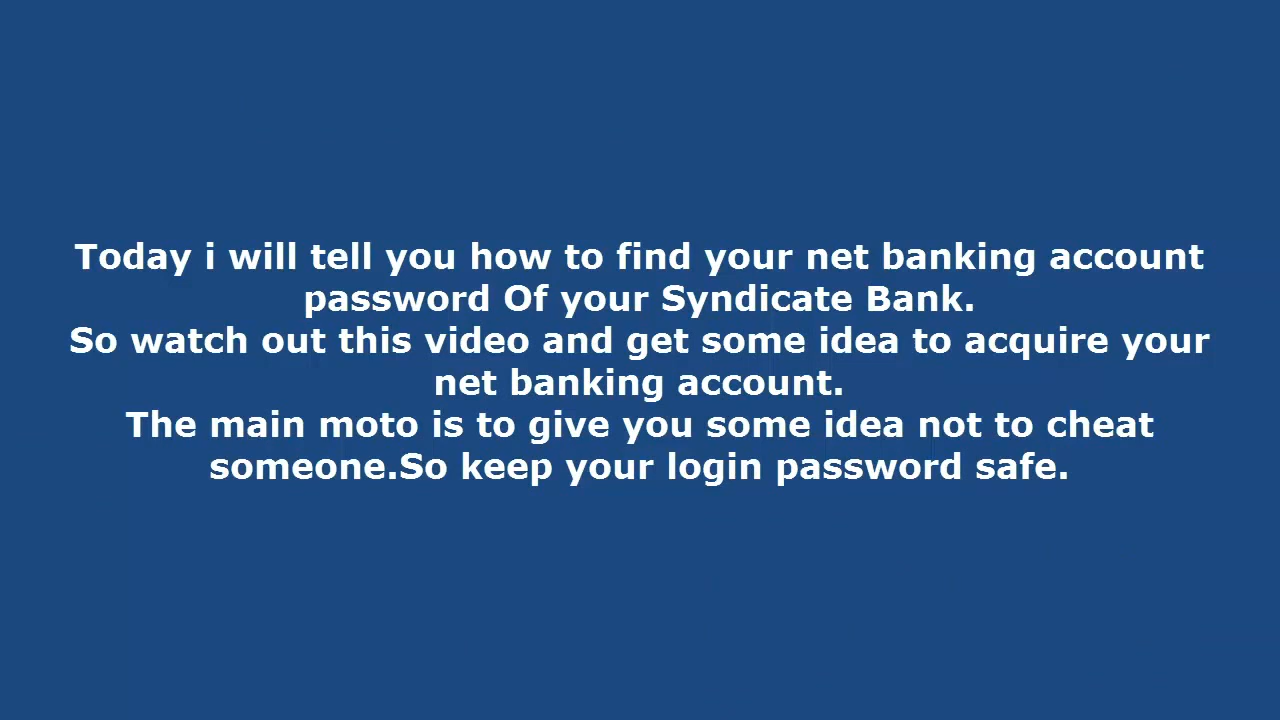 Today i will tell you how to find your net banking account
password Of your Syndicate Bank.
So watch out this video and get some idea to acquire your
net banking account.
The main moto is to give you some idea not to cheat
someone.So keep your login password safe.